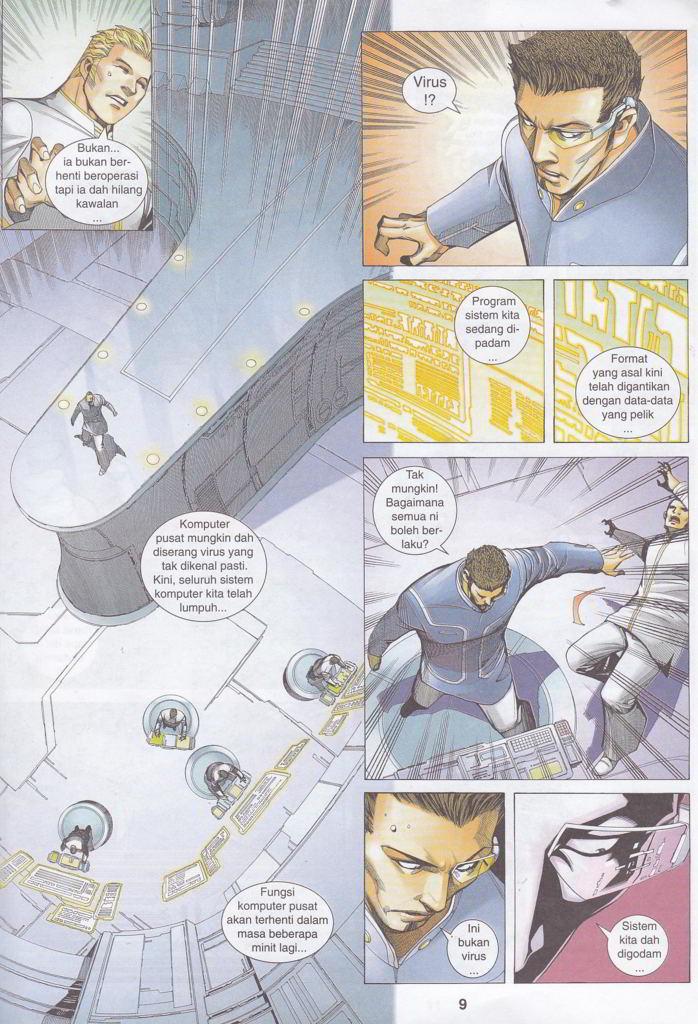 Bukan...
ia bukan ber-
henti beroperasi
tapi ia dah hilang
kawalan
...
Komputer
pusat mungkin dah
diserang virus yang
tak dikenal pasti.
Kini, seluruh sistem
komputer kita telah
lumpuh...
Fungsi
komputer pusat
akan terhenti dalam
masa beberapa
minit lagi...
Virus
!?
Program
sistem kita
sedang di-
padam
...
Format
yang asal kini
telah digantikan
dengan data-data
yang pelik
...
Tak
mungkin!
Bagaimana
semua ni
boleh ber-
laku?
Ini
bukan
virus
...
Sistem
kita dah
digodam
...
9